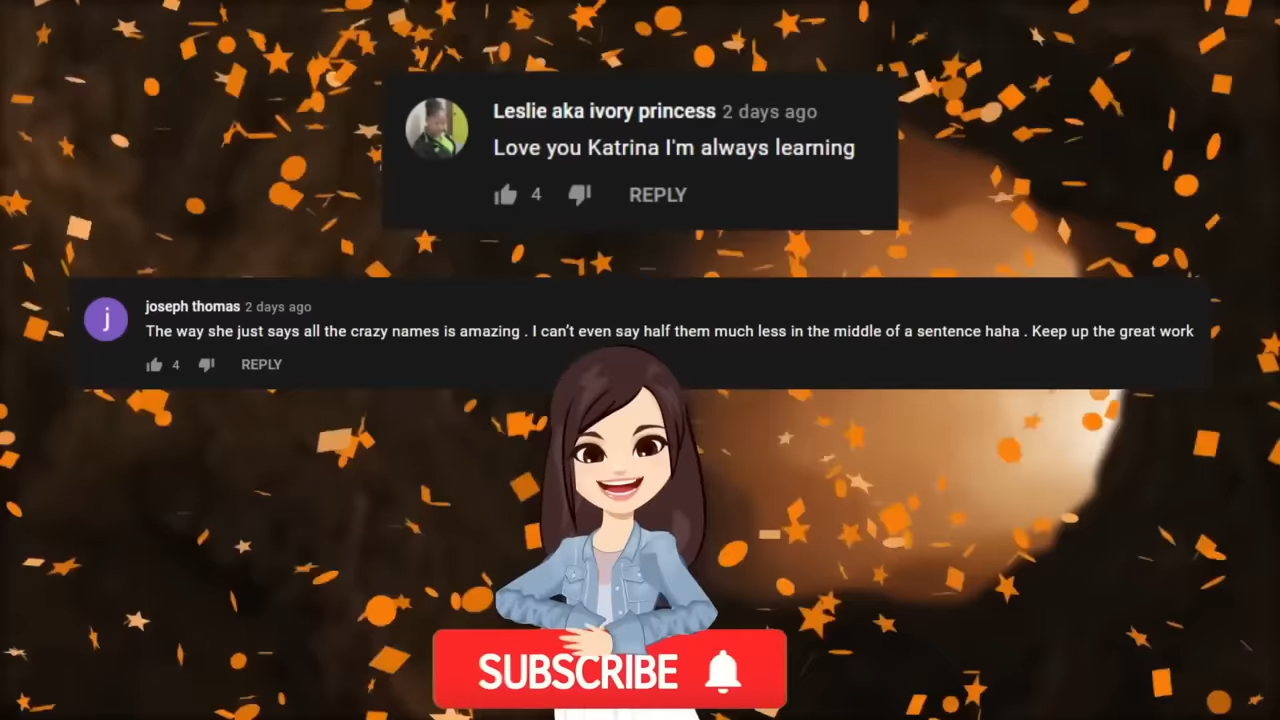 Leslie aka ivory princess 2 days ago
Love you Katrina I'm always learning
4 REPLY
j
joseph thomas 2 days ago
The way she just says all the crazy names is amazing . I can't even say half them much less in the middle of a sentence haha . Keep up the great work
4 REPLY
SUBSCRIBE